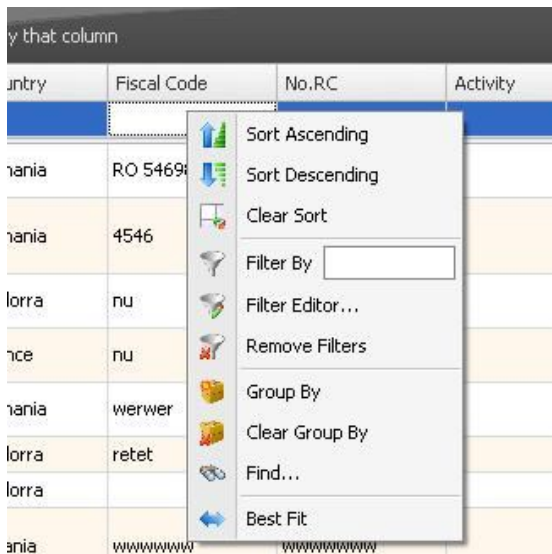 y that column
untry Fiscal Code No.RC Activity
Sort Ascending
nania RO 5469
Sort Descending
Clear Sort
nania 4546
Filter By
lorra nu Filter Editor...
nce nu Remove Filters
Group By
nania werwer
Clear Group By
lorra retet
Find...
lorra
Best Fit
ania wwwwww wwwwwwww